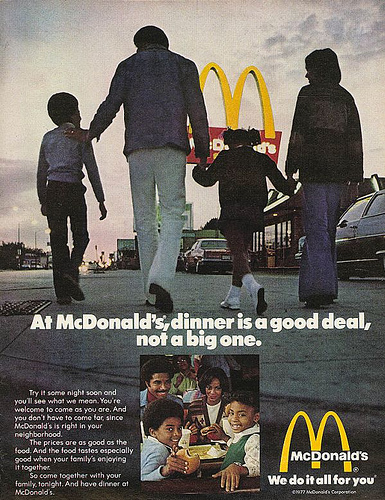 McDonald's
At McDonald's, dinner is a good deal,
not a big one.
Try it some night soon and
you'll see what we mean. You're
welcome to come as you are. And
you don't have to come far, since
McDonald's is right in your
neighborhood.
The prices are as good as the
food. And the food tastes especially
good when your family's enjoying
it together.
So come together with your
family, tonight. And have dinner at
McDonald's.
McDonald's
®
We do it all for you™
©1977 McDonald's Corporation